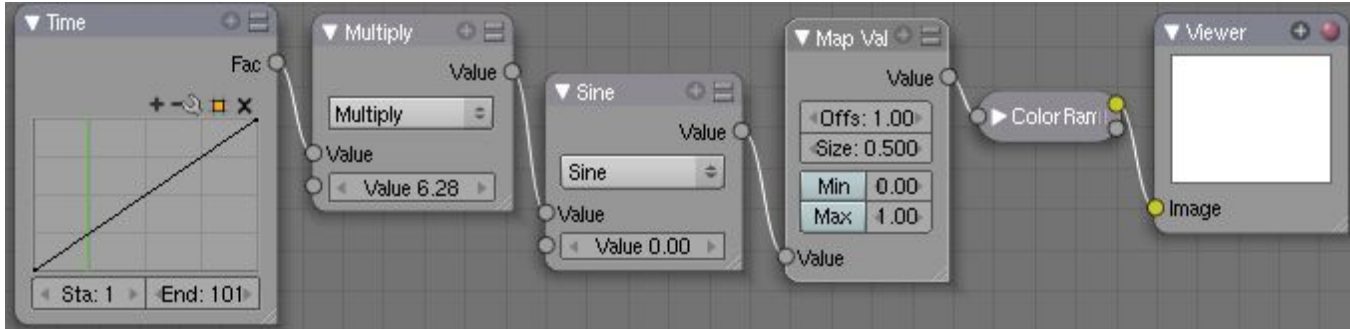 Time
Fac
Sta: 1
End: 101
Multiply
Value
Multiply
Value
Value 6.28
Sine
Value
Sine
Value
Value 0.00
Map Val
Value
Offs: 1.00
Size: 0.500
Min 0.00
Max 1.00
Value
ColorRam
Viewer
Image